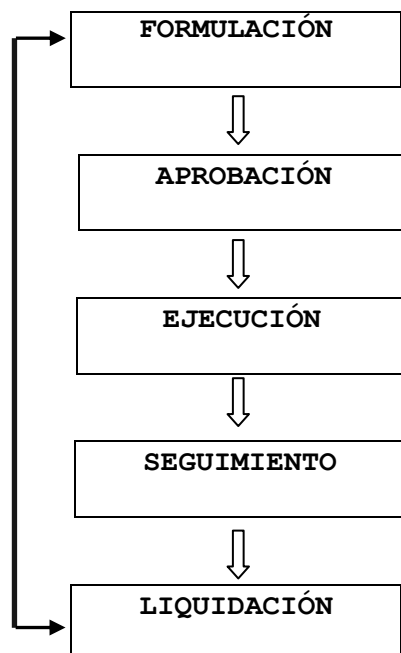 FORMULACIÓN
APROBACIÓN
EJECUCIÓN
SEGUIMIENTO
LIQUIDACIÓN